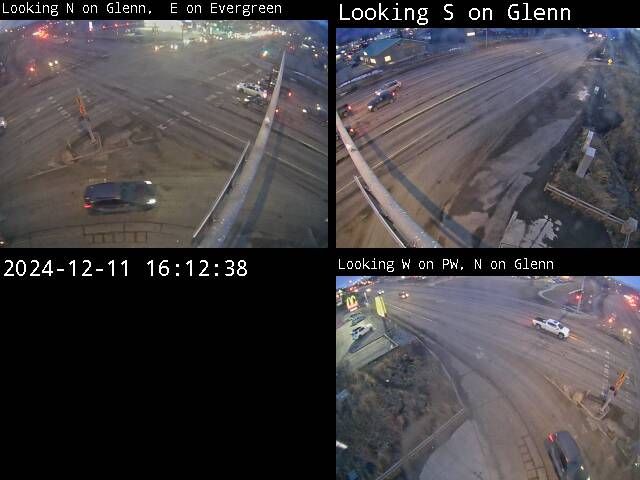 Looking N on Glenn,  E on Evergreen
Looking S on Glenn
2024-12-11 16:12:38
Looking W on PW, N on Glenn